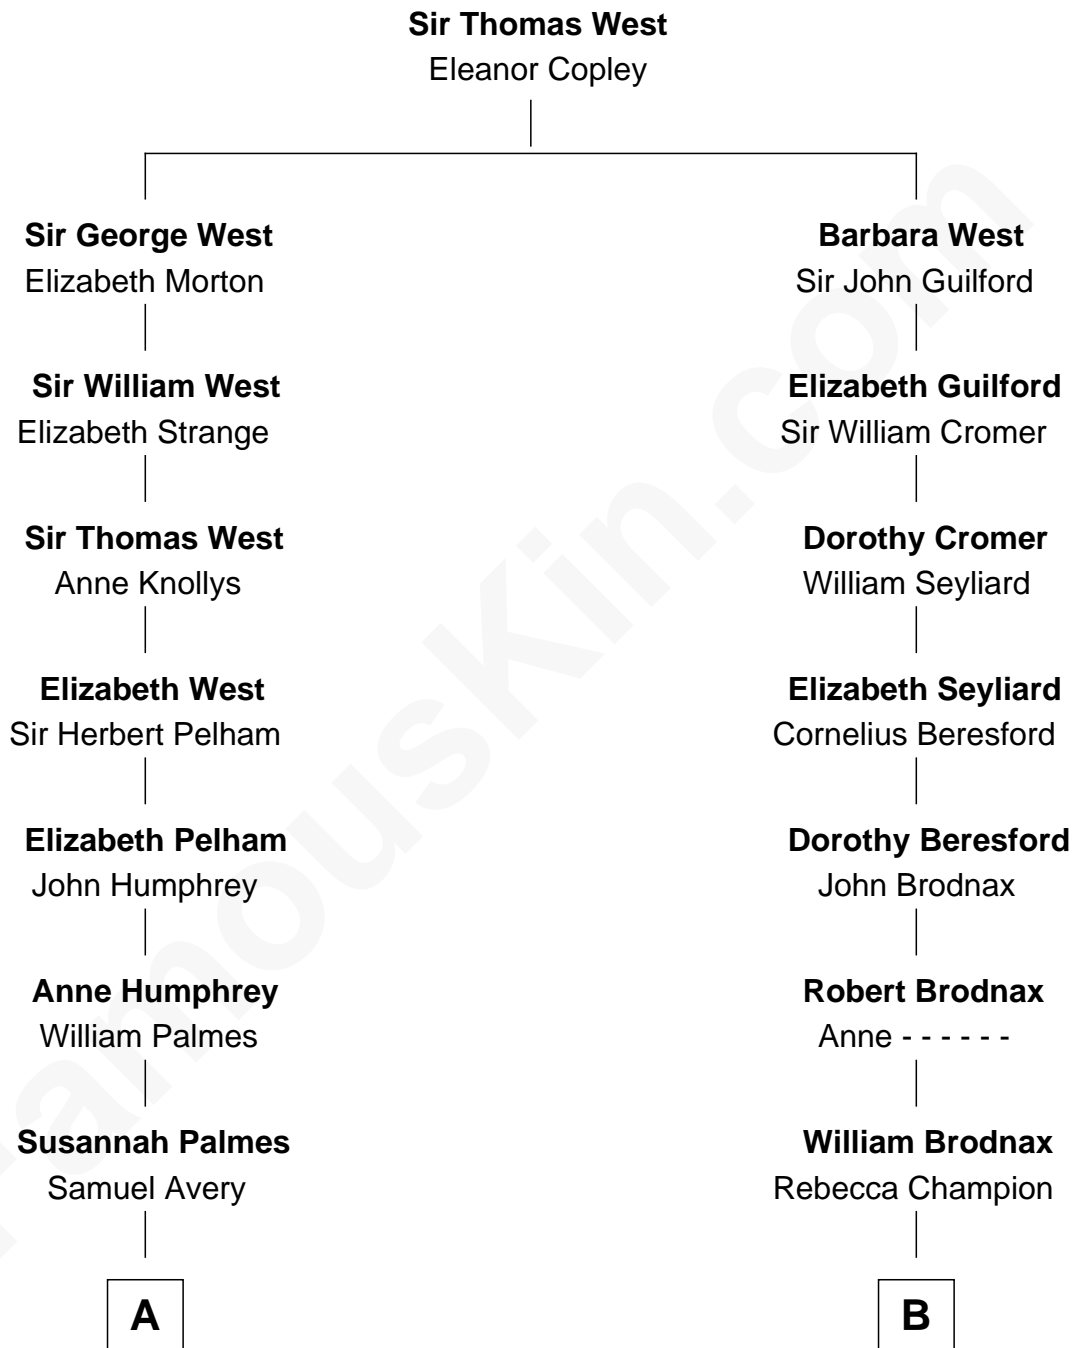 Sir Thomas West
Eleanor Copley
Sir George West
Elizabeth Morton
Barbara West
Sir John Guilford
Sir William West
Elizabeth Strange
Elizabeth Guilford
Sir William Cromer
Sir Thomas West
Anne Knollys
Dorothy Cromer
William Seyliard
Elizabeth West
Sir Herbert Pelham
Elizabeth Seyliard
Cornelius Beresford
Elizabeth Pelham
John Humphrey
Dorothy Beresford
John Brodnax
Anne Humphrey
William Palmes
Robert Brodnax
Anne - - - - - -
Susannah Palmes
Samuel Avery
William Brodnax
Rebecca Champion
A
B
FamousKin.com